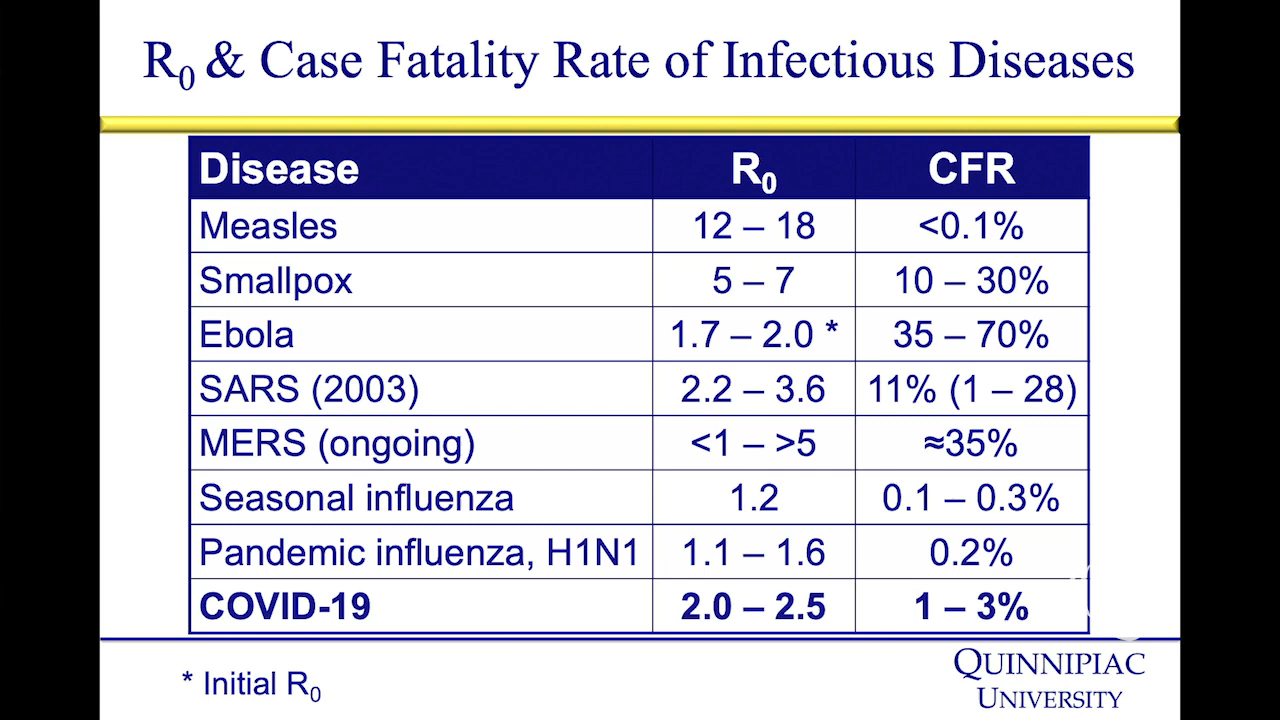 R₀ & Case Fatality Rate of Infectious Diseases
Disease R₀ CFR
Measles 12 – 18 <0.1%
Smallpox 5 – 7 10 – 30%
Ebola 1.7 – 2.0 * 35 – 70%
SARS (2003) 2.2 – 3.6 11% (1 – 28)
MERS (ongoing) <1 – >5 ≈35%
Seasonal influenza 1.2 0.1 – 0.3%
Pandemic influenza, H1N1 1.1 – 1.6 0.2%
COVID-19 2.0 – 2.5 1 – 3%
* Initial R₀
QUINNIPIAC
UNIVERSITY